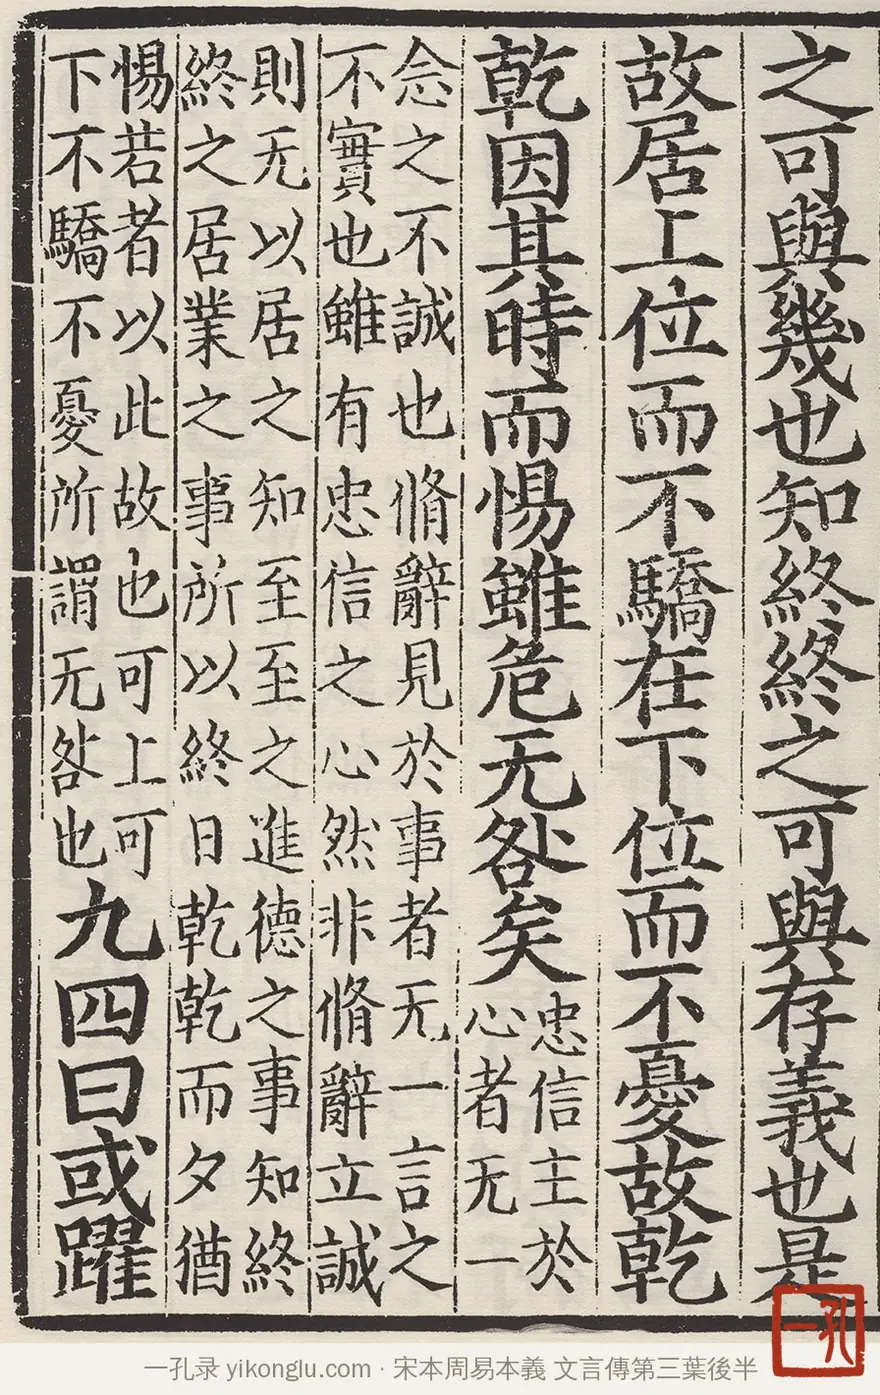 之可與幾也知終終之可與存義也是
故居上位而不驕在下位而不憂故乾
乾因其時而惕雖危无咎矣忠信主於
心者无一
念之不誠也脩辭見於事者无一言之
不實也雖有忠信之心然非脩辭立誠
則无以居之知至至之進德之事知終
終之居業之事所以終日乾乾而夕猶
惕若者以此故也可上可
下不驕不憂所謂无咎也九四曰或躍
一孔
一孔录 yikonglu.com · 宋本周易本義 文言傳第三葉後半